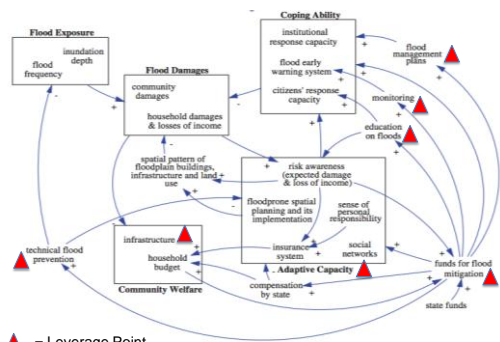 Flood Exposure
inundation
depth
flood
frequency
Flood Damages
community
damages
household damages
& losses of income
Coping Ability
institutional
response capacity
flood early
warning system
citizens' response
capacity
flood
management
plans
monitoring
education
on floods
spatial pattern of
floodplain buildings,
infrastructure and land
use
risk awareness
(expected damage
& loss of income)
floodprone spatial
planning and its
implementation
sense of
personal
responsibility
insurance
system
social
networks
. Adaptive Capacity
infrastructure
household
budget
Community Welfare
compensation
by state
technical flood
prevention
funds for flood
mitigation
state funds
= Leverage Point